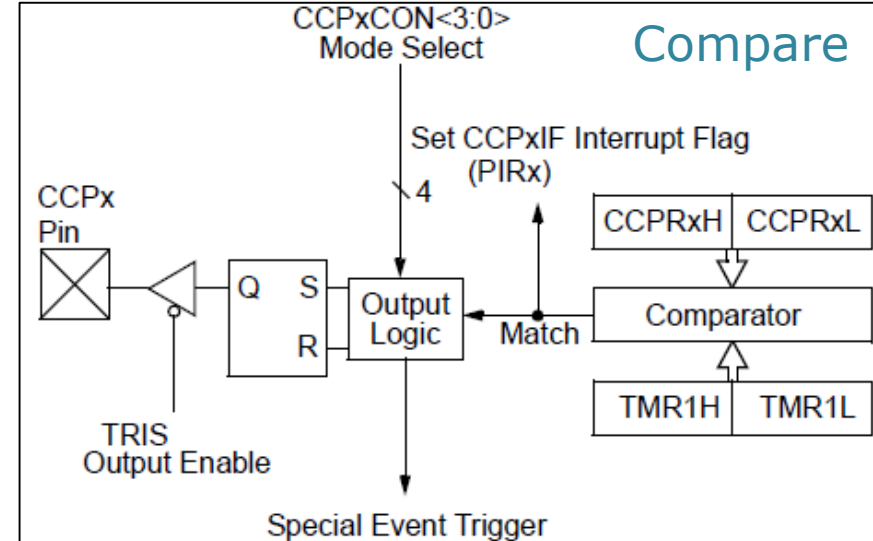 CCPxCON<3:0>
Mode Select
Compare
Set CCPxIF Interrupt Flag
(PIRx)
4
CCPx
Pin
CCPRxH CCPRxL
Q S
R
Output
Logic
Match
Comparator
TMR1H TMR1L
TRIS
Output Enable
Special Event Trigger